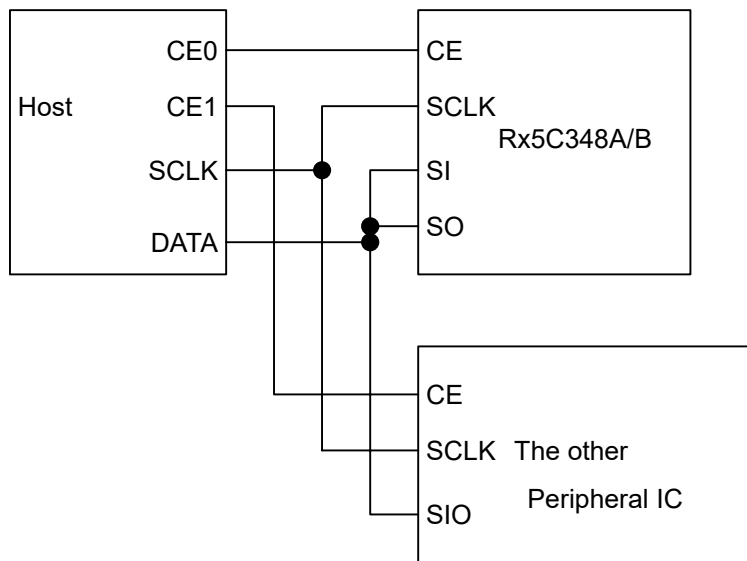 CE0
CE
Host
CE1
SCLK
Rx5C348A/B
SCLK
SI
SO
DATA
CE
SCLK
The other
Peripheral IC
SIO